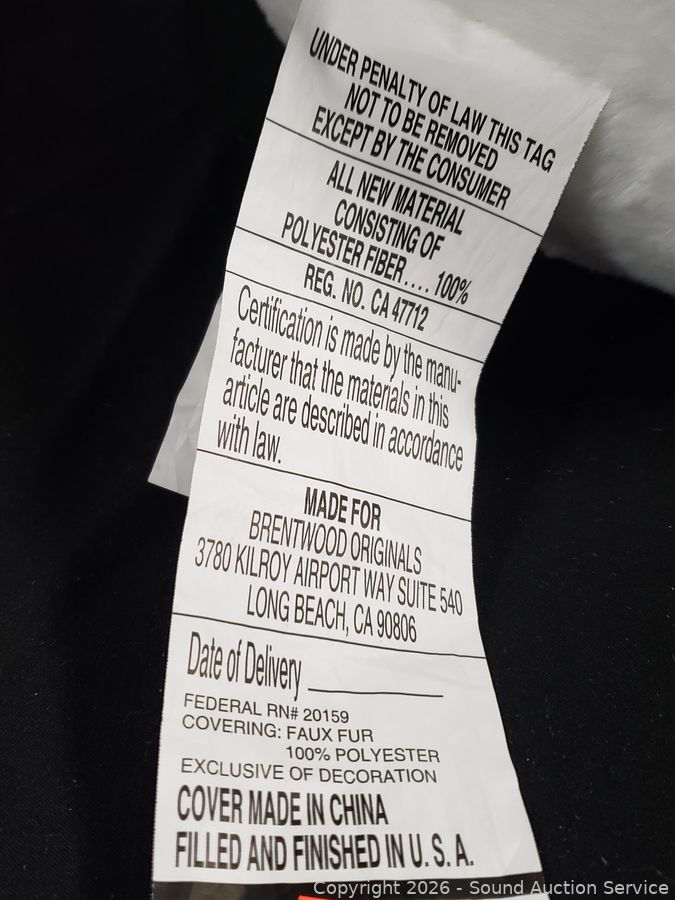 UNDER PENALTY OF LAW THIS TAG
NOT TO BE REMOVED
EXCEPT BY THE CONSUMER
ALL NEW MATERIAL
CONSISTING OF
POLYESTER FIBER.... 100%
REG. NO. CA 47712
Certification is made by the manu-
facturer that the materials in this
article are described in accordance
with law.
MADE FOR
BRENTWOOD ORIGINALS
3780 KILROY AIRPORT WAY SUITE 540
LONG BEACH, CA 90806
Date of Delivery
FEDERAL RN# 20159
COVERING: FAUX FUR
100% POLYESTER
EXCLUSIVE OF DECORATION
COVER MADE IN CHINA
FILLED AND FINISHED IN U. S. A.
Copyright 2026 - Sound Auction Service